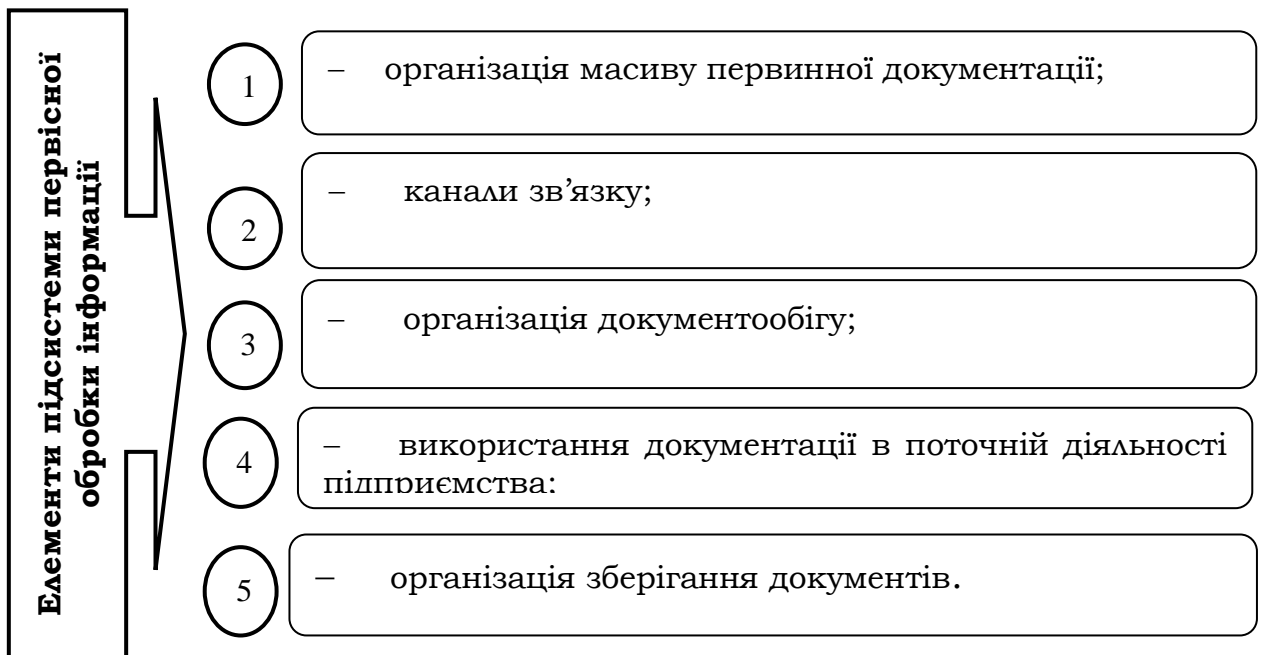 Елементи підсистеми первісної
обробки інформації
1
– організація масиву первинної документації;
2
– канали зв’язку;
3
– організація документообігу;
4
– використання документації в поточній діяльності
підприємства;
5
– організація зберігання документів.